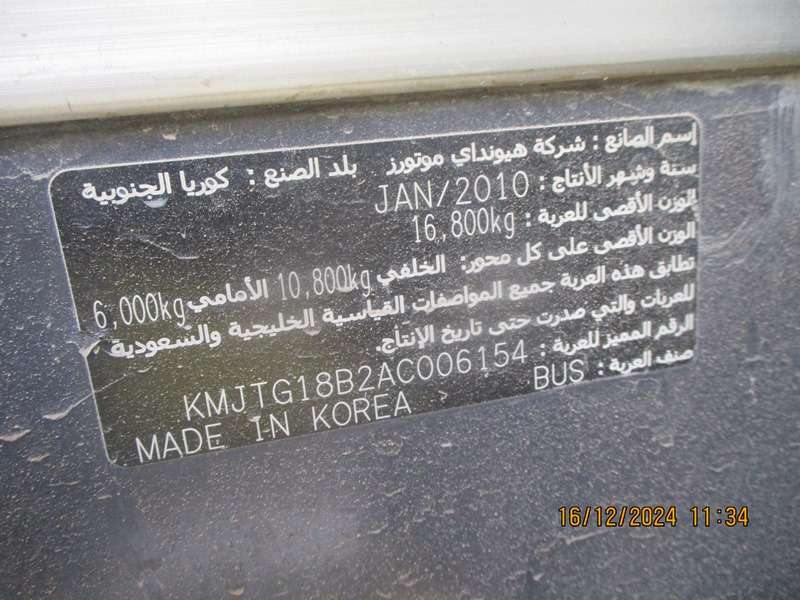 إسم الصانع : شركة هيونداي موتورز بلد الصنع : كوريا الجنوبية
سنة وشهر الأنتاج : JAN/2010
الوزن الأقصى للعربة : 16,800kg
الوزن الأقصى على كل محور: الخلفي 10,800kg الأمامي 6,000kg
تطابق هذه العربة جميع المواصفات القياسية الخليجية والسعودية
للعربات والتي صدرت حتى تاريخ الإنتاج.
الرقم المميز للعربة : KMJTG18B2AC006154
صنف العربة : BUS
MADE IN KOREA
16/12/2024 11:34